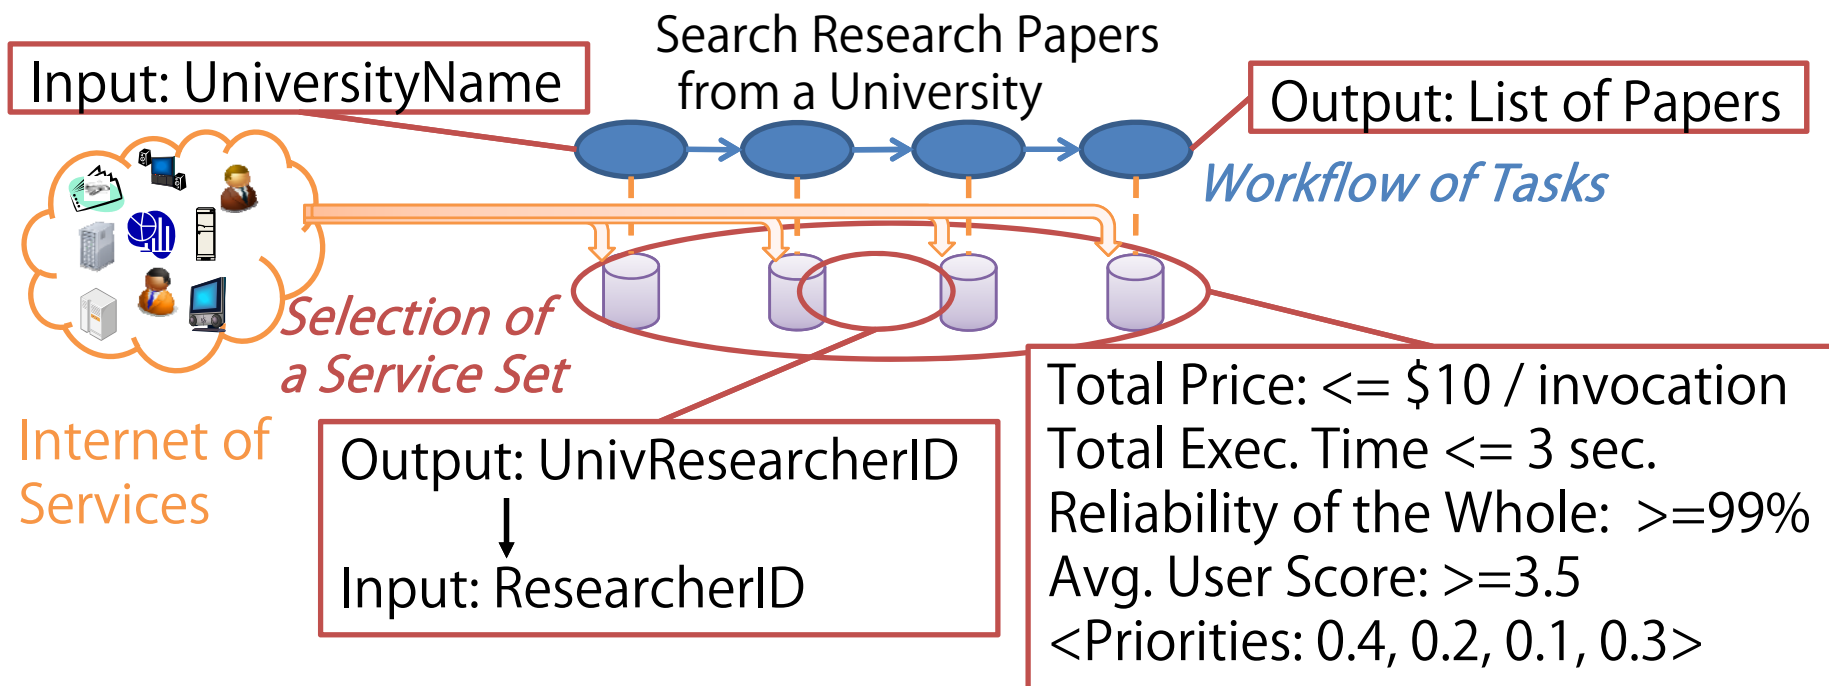 Search Research Papers
from a University
Input: UniversityName
Output: List of Papers
Workflow of Tasks
Selection of
a Service Set
Internet of
Services
Output: UnivResearcherID
Input: ResearcherID
Total Price: <= $10 / invocation
Total Exec. Time <= 3 sec.
Reliability of the Whole: >=99%
Avg. User Score: >=3.5
<Priorities: 0.4, 0.2, 0.1, 0.3>